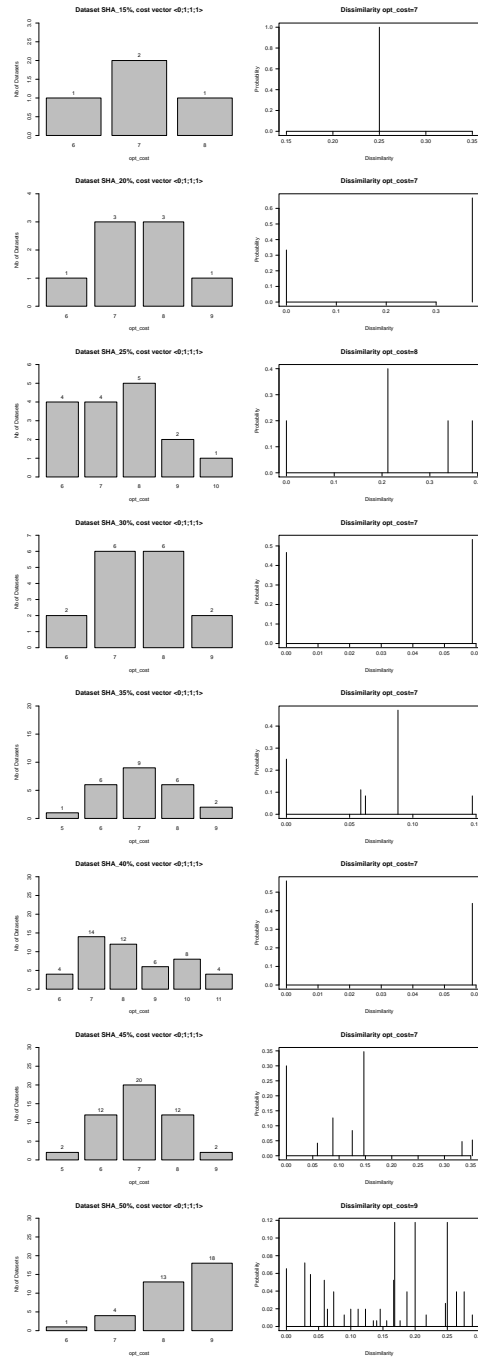 Dataset SHA_15%, cost vector <0;1;1;1>
Nb of Datasets
0.0 0.5 1.0 1.5 2.0 2.5 3.0
1 2 1
6 7 8
opt_cost
Dissimilarity opt_cost=7
Probability
0.0 0.2 0.4 0.6 0.8 1.0
0.15 0.20 0.25 0.30 0.35
Dissimilarity
Dataset SHA_20%, cost vector <0;1;1;1>
Nb of Datasets
0 1 2 3 4
1 3 3 1
6 7 8 9
opt_cost
Dissimilarity opt_cost=7
Probability
0.0 0.1 0.2 0.3 0.4 0.5 0.6
0.0 0.1 0.2 0.3
Dissimilarity
Dataset SHA_25%, cost vector <0;1;1;1>
Nb of Datasets
0 1 2 3 4 5 6
4 4 5 2 1
6 7 8 9 10
opt_cost
Dissimilarity opt_cost=8
Probability
0.0 0.1 0.2 0.3 0.4
0.0 0.1 0.2 0.3
Dissimilarity
Dataset SHA_30%, cost vector <0;1;1;1>
Nb of Datasets
0 1 2 3 4 5 6 7
2 6 6 2
6 7 8 9
opt_cost
Dissimilarity opt_cost=7
Probability
0.0 0.1 0.2 0.3 0.4 0.5
0.00 0.01 0.02 0.03 0.04 0.05
Dissimilarity
Dataset SHA_35%, cost vector <0;1;1;1>
Nb of Datasets
0 5 10 15 20
1 6 9 6 2
5 6 7 8 9
opt_cost
Dissimilarity opt_cost=7
Probability
0.0 0.1 0.2 0.3 0.4
0.00 0.05 0.10
Dissimilarity
Dataset SHA_40%, cost vector <0;1;1;1>
Nb of Datasets
0 5 10 15 20 25 30
4 14 12 6 8 4
6 7 8 9 10 11
opt_cost
Dissimilarity opt_cost=7
Probability
0.0 0.1 0.2 0.3 0.4 0.5
0.00 0.01 0.02 0.03 0.04 0.05
Dissimilarity
Dataset SHA_45%, cost vector <0;1;1;1>
Nb of Datasets
0 5 10 15 20 25 30
2 12 20 12 2
5 6 7 8 9
opt_cost
Dissimilarity opt_cost=7
Probability
0.00 0.05 0.10 0.15 0.20 0.25 0.30 0.35
0.00 0.05 0.10 0.15 0.20 0.25 0.30 0.35
Dissimilarity
Dataset SHA_50%, cost vector <0;1;1;1>
Nb of Datasets
0 5 10 15 20 25 30
1 4 13 18
6 7 8 9
opt_cost
Dissimilarity opt_cost=9
Probability
0.00 0.02 0.04 0.06 0.08 0.10 0.12
0.00 0.05 0.10 0.15 0.20 0.25
Dissimilarity